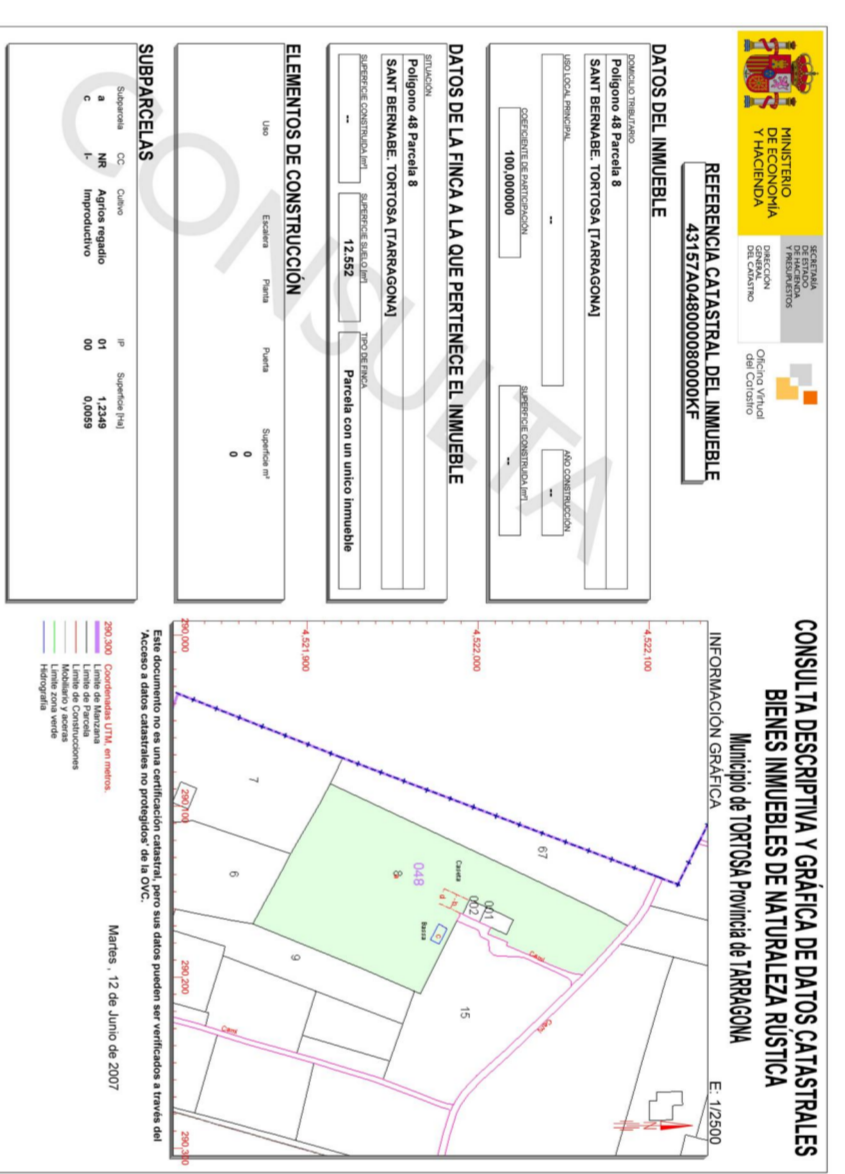 MINISTERIO
DE ECONOMÍA
Y HACIENDA
SECRETARÍA
DE ESTADO
DE HACIENDA
Y PRESUPUESTOS
DIRECCIÓN
GENERAL
DEL CATASTRO
Oficina Virtual
del Catastro
REFERENCIA CATASTRAL DEL INMUEBLE
43157A048000080000KF
DATOS DEL INMUEBLE
DOMICILIO TRIBUTARIO
Polígono 48 Parcela 8
SANT BERNABE. TORTOSA [TARRAGONA]
USO LOCAL PRINCIPAL
--
AÑO CONSTRUCCIÓN
--
COEFICIENTE DE PARTICIPACIÓN
100,000000
SUPERFICIE CONSTRUIDA [m²]
--
DATOS DE LA FINCA A LA QUE PERTENECE EL INMUEBLE
SITUACIÓN
Polígono 48 Parcela 8
SANT BERNABE. TORTOSA [TARRAGONA]
SUPERFICIE CONSTRUIDA [m²]
--
SUPERFICIE SUELO [m²]
12.552
TIPO DE FINCA
Parcela con un unico inmueble
ELEMENTOS DE CONSTRUCCIÓN
Uso Escalera Planta Puerta Superficie m²
0
0
SUBPARCELAS
Subparcela CC Cultivo IP Superficie [Ha]
a NR Agrios regadío 01 1,2349
c I- Improductivo 00 0,0059
CONSULTA
CONSULTA DESCRIPTIVA Y GRÁFICA DE DATOS CATASTRALES
BIENES INMUEBLES DE NATURALEZA RÚSTICA
Municipio de TORTOSA Provincia de TARRAGONA
INFORMACIÓN GRÁFICA E: 1/2500
4,522,100
4,522,000
4,521,900
67
Camí
001
002
Caseta
b
d
c
Bassa
048
a
8
15
7
6
9
Camí
N
290,000
290,100
290,200
290,300
Este documento no es una certificación catastral, pero sus datos pueden ser verificados a través del
'Acceso a datos catastrales no protegidos' de la OVC.
290,300 Coordenadas UTM, en metros.
Límite de Manzana
Límite de Parcela
Límite de Construcciones
Mobiliario y aceras
Límite zona verde
Hidrografía
Martes , 12 de Junio de 2007